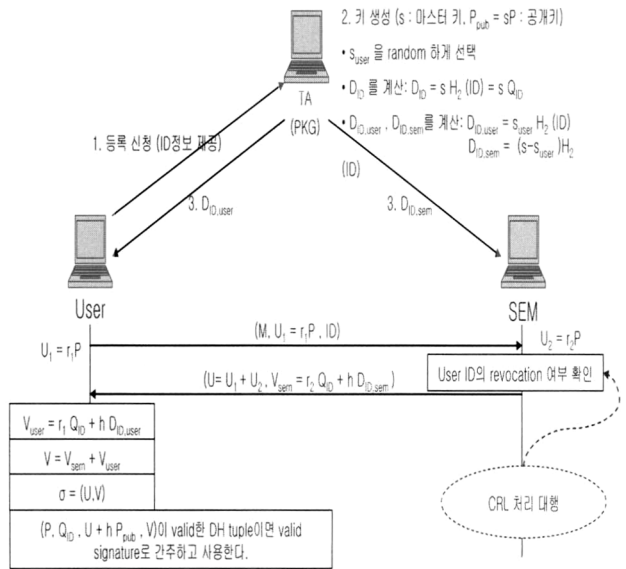 2. 키 생성 (s : 마스터 키, P_pub = sP : 공개키)
• s_user 을 random 하게 선택
• D_ID 를 계산: D_ID = s H_2 (ID) = s Q_ID
TA
(PKG)
• D_ID,user , D_ID,sem를 계산: D_ID,user = s_user H_2 (ID)
D_ID,sem = (s-s_user )H_2
(ID)
1. 등록 신청 (ID정보 제공)
3. D_ID,user
3. D_ID,sem
User
SEM
U_1 = r_1P
(M, U_1 = r_1P , ID)
U_2 = r_2P
(U= U_1 + U_2, V_sem = r_2 Q_ID + h D_ID,sem )
User ID의 revocation 여부 확인
V_user = r_1 Q_ID + h D_ID,user
V = V_sem + V_user
σ = (U,V)
CRL 처리 대행
(P, Q_ID , U + h P_pub , V)이 valid한 DH tuple이면 valid
signature로 간주하고 사용한다.